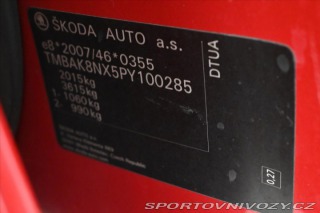 ŠKODA AUTO a.s.
e8*2007/46*0355
TMBAK8NX5PY100285
2015kg
3615kg
1. 1060kg
2. 990kg
DTUA
0.27
SPORTOVNIVOZY.CZ